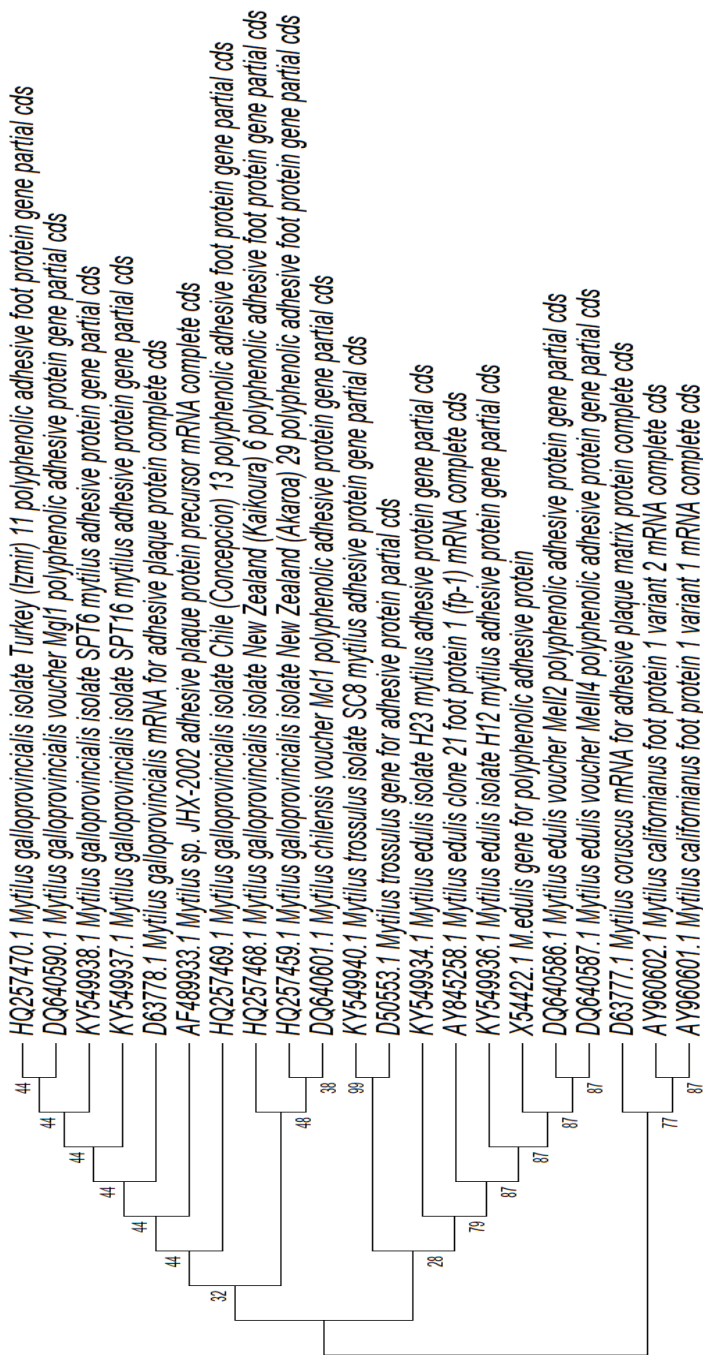 HQ257470.1 Mytilus galloprovincialis isolate Turkey (Izmir) 11 polyphenolic adhesive foot protein gene partial cds
DQ640590.1 Mytilus galloprovincialis voucher Mgl1 polyphenolic adhesive protein gene partial cds
KY549938.1 Mytilus galloprovincialis isolate SPT6 mytilus adhesive protein gene partial cds
KY549937.1 Mytilus galloprovincialis isolate SPT16 mytilus adhesive protein gene partial cds
D63778.1 Mytilus galloprovincialis mRNA for adhesive plaque protein complete cds
AF489933.1 Mytilus sp. JHX-2002 adhesive plaque protein precursor mRNA complete cds
HQ257469.1 Mytilus galloprovincialis isolate Chile (Concepcion) 13 polyphenolic adhesive foot protein gene partial cds
HQ257468.1 Mytilus galloprovincialis isolate New Zealand (Kaikoura) 6 polyphenolic adhesive foot protein gene partial cds
HQ257459.1 Mytilus galloprovincialis isolate New Zealand (Akaroa) 29 polyphenolic adhesive foot protein gene partial cds
DQ640601.1 Mytilus chilensis voucher Mcl1 polyphenolic adhesive protein gene partial cds
KY549940.1 Mytilus trossulus isolate SC8 mytilus adhesive protein gene partial cds
D50553.1 Mytilus trossulus gene for adhesive protein partial cds
KY549934.1 Mytilus edulis isolate H23 mytilus adhesive protein gene partial cds
AY845258.1 Mytilus edulis clone 21 foot protein 1 (fp-1) mRNA complete cds
KY549936.1 Mytilus edulis isolate H12 mytilus adhesive protein gene partial cds
X54422.1 M.edulis gene for polyphenolic adhesive protein
DQ640586.1 Mytilus edulis voucher Mel2 polyphenolic adhesive protein gene partial cds
DQ640587.1 Mytilus edulis voucher Mell4 polyphenolic adhesive protein gene partial cds
D63777.1 Mytilus coruscus mRNA for adhesive plaque matrix protein complete cds
AY960602.1 Mytilus californianus foot protein 1 variant 2 mRNA complete cds
AY960601.1 Mytilus californianus foot protein 1 variant 1 mRNA complete cds
44
44
44
44
44
44
32
48
38
99
28
79
87
87
87
87
77
87